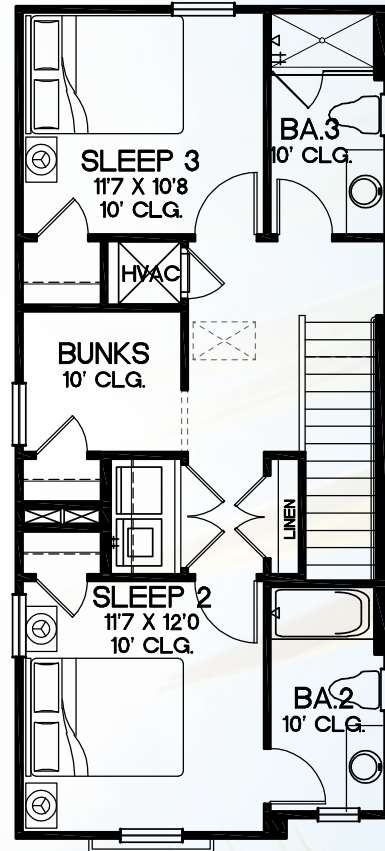 SLEEP 3
11'7 X 10'8
10' CLG.
BA.3
10' CLG.
HVAC
BUNKS
10' CLG.
LINEN
SLEEP 2
11'7 X 12'0
10' CLG.
BA.2
10' CLG.